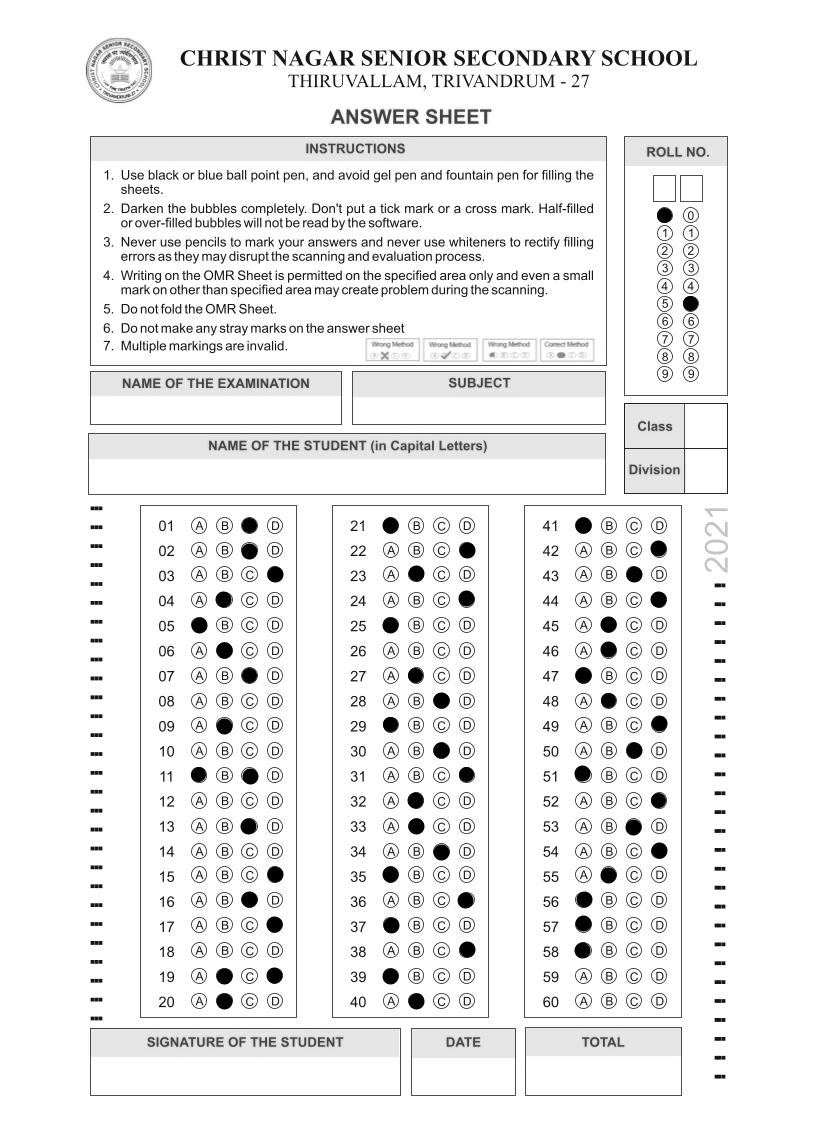 CHRIST NAGAR SENIOR SECONDARY SCHOOL
THIRUVALLAM, TRIVANDRUM - 27
ANSWER SHEET
INSTRUCTIONS
1. Use black or blue ball point pen, and avoid gel pen and fountain pen for filling the
sheets.
2. Darken the bubbles completely. Don't put a tick mark or a cross mark. Half-filled
or over-filled bubbles will not be read by the software.
3. Never use pencils to mark your answers and never use whiteners to rectify filling
errors as they may disrupt the scanning and evaluation process.
4. Writing on the OMR Sheet is permitted on the specified area only and even a small
mark on other than specified area may create problem during the scanning.
5. Do not fold the OMR Sheet.
6. Do not make any stray marks on the answer sheet
7. Multiple markings are invalid.
Wrong Method Wrong Method Wrong Method Correct Method
ROLL NO.
0
1 1
2 2
3 3
4 4
5
6 6
7 7
8 8
9 9
NAME OF THE EXAMINATION
SUBJECT
Class
Division
NAME OF THE STUDENT (in Capital Letters)
2021
01 A B D
02 A B D
03 A B C
04 A C D
05 B C D
06 A C D
07 A B D
08 A B C D
09 A C D
10 A B C D
11 B D
12 A B C D
13 A B D
14 A B C D
15 A B C
16 A B D
17 A B C
18 A B C D
19 A C
20 A C D
21 B C D
22 A B C
23 A C D
24 A B C
25 B C D
26 A B C D
27 A C D
28 A B D
29 B C D
30 A B D
31 A B C
32 A C D
33 A C D
34 A B D
35 B C D
36 A B C
37 B C D
38 A B C
39 B C D
40 A C D
41 B C D
42 A B C
43 A B D
44 A B C
45 A C D
46 A C D
47 B C D
48 A C D
49 A B C
50 A B D
51 B C D
52 A B C
53 A B D
54 A B C
55 A C D
56 B C D
57 B C D
58 B C D
59 A B C D
60 A B C D
SIGNATURE OF THE STUDENT
DATE
TOTAL